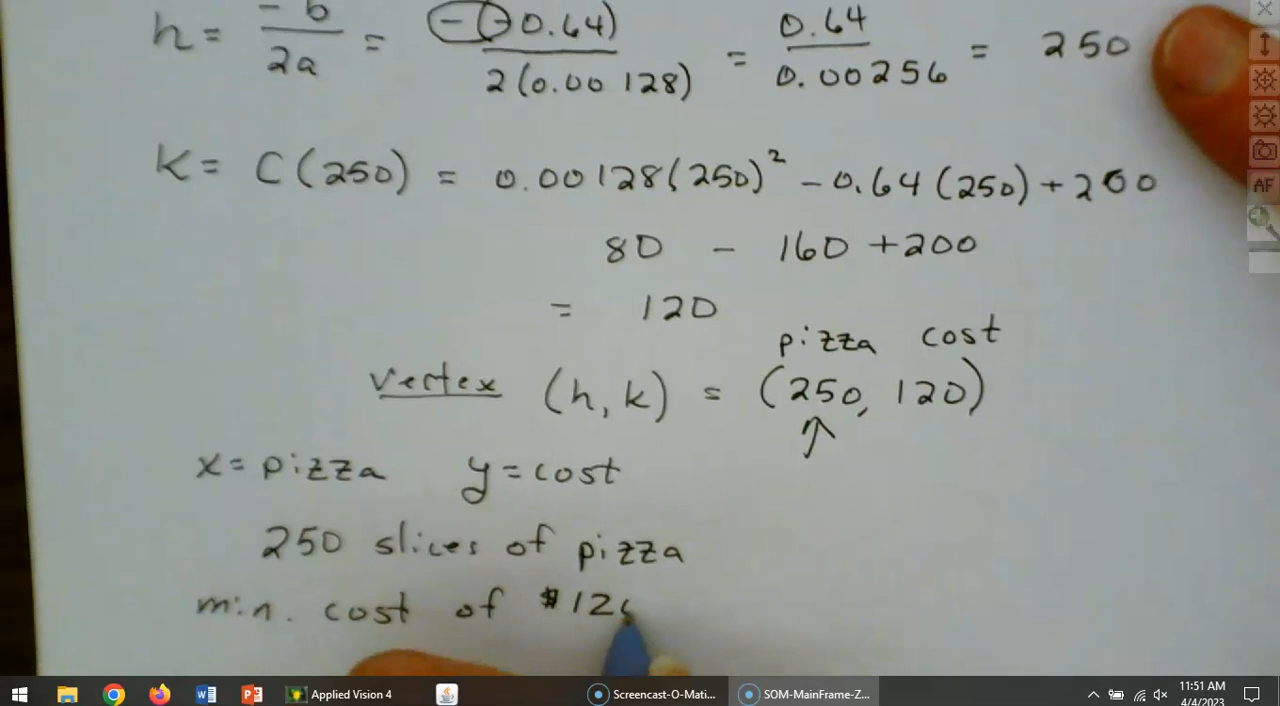 h = -b/2a = -(-0.64)/2(0.00128) = 0.64/0.00256 = 250
K = C(250) = 0.00128(250)² - 0.64(250) + 200
80 - 160 + 200
= 120
pizza cost
vertex (h, k) = (250, 120)
x = pizza y = cost
250 slices of pizza
min. cost of $120
AF
Applied Vision 4
Screencast-O-Mati...
SOM-MainFrame-Z...
11:51 AM
4/4/2023